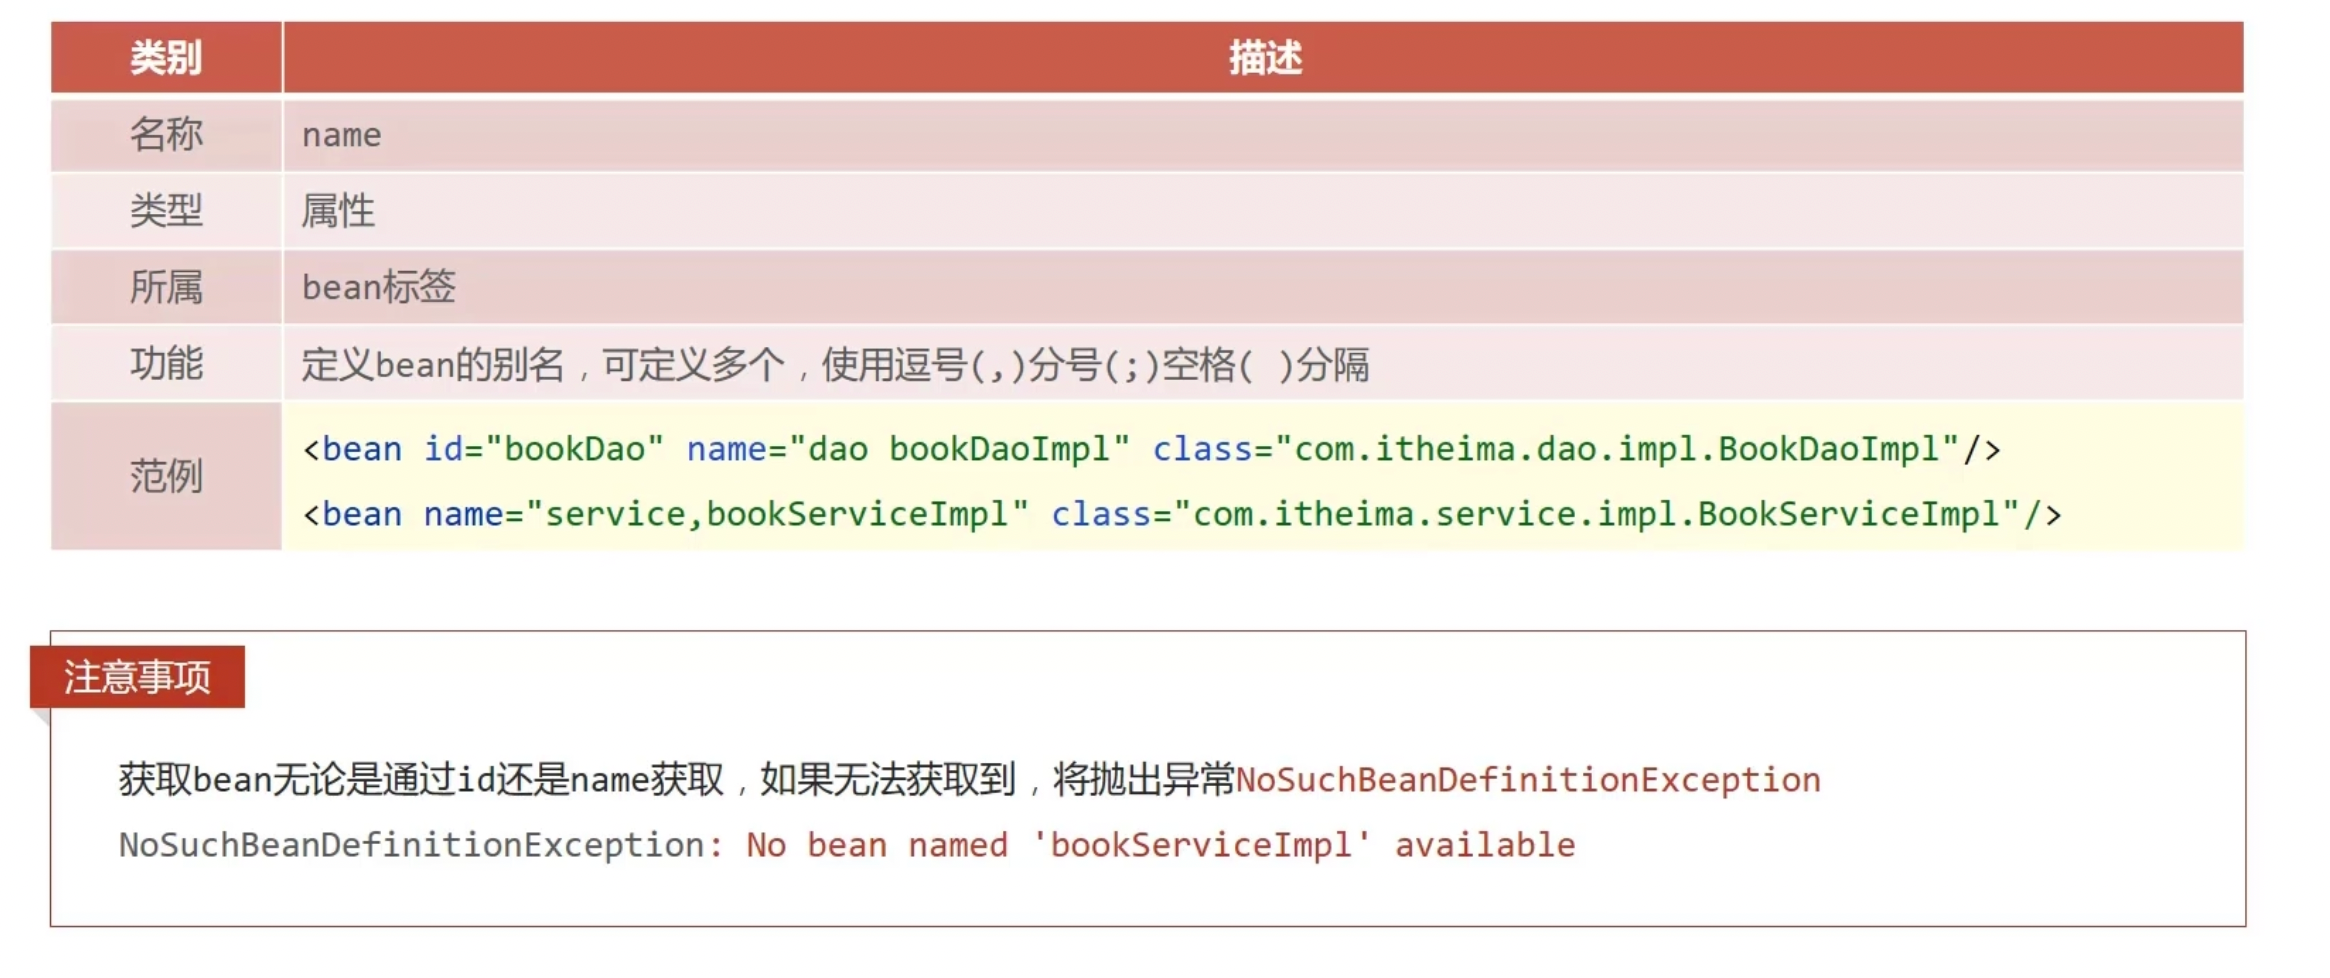 类别 描述
名称 name
类型 属性
所属 bean标签
功能 定义bean的别名，可定义多个，使用逗号(,)分号(;)空格( )分隔
范例
<bean id="bookDao" name="dao bookDaoImpl" class="com.itheima.dao.impl.BookDaoImpl"/>
<bean name="service,bookServiceImpl" class="com.itheima.service.impl.BookServiceImpl"/>
注意事项
获取bean无论是通过id还是name获取，如果无法获取到，将抛出异常NoSuchBeanDefinitionException
NoSuchBeanDefinitionException: No bean named 'bookServiceImpl' available